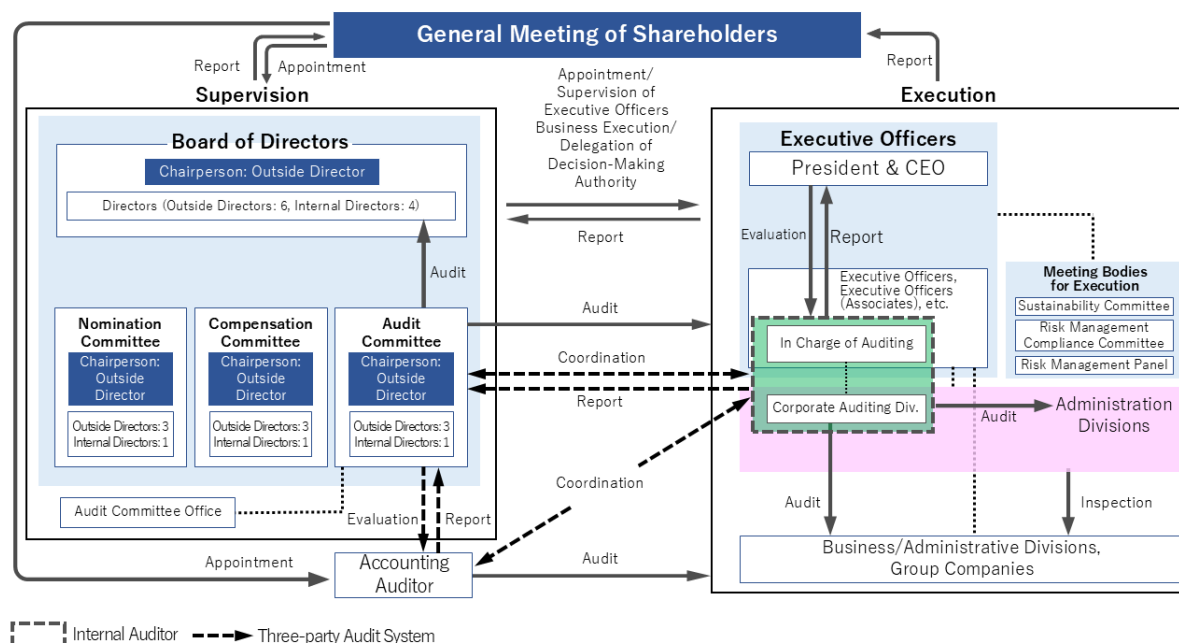 General Meeting of Shareholders
Report
Appointment
Report
Supervision
Appointment/
Supervision of
Executive Officers
Business Execution/
Delegation of
Decision-Making
Authority
Report
Execution
Board of Directors
Chairperson: Outside Director
Directors (Outside Directors: 6, Internal Directors: 4)
Audit
Nomination
Committee
Chairperson:
Outside
Director
Outside Directors: 3
Internal Directors: 1
Compensation
Committee
Chairperson:
Outside
Director
Outside Directors: 3
Internal Directors: 1
Audit
Committee
Chairperson:
Outside
Director
Outside Directors: 3
Internal Directors: 1
Audit Committee Office
Evaluation
Report
Appointment
Accounting
Auditor
Audit
Coordination
Report
Coordination
Audit
Executive Officers
President & CEO
Evaluation
Report
Executive Officers,
Executive Officers
(Associates), etc.
In Charge of Auditing
Corporate Auditing Div.
Meeting Bodies
for Execution
Sustainability Committee
Risk Management
Compliance Committee
Risk Management Panel
Audit
Administration
Divisions
Audit
Inspection
Business/Administrative Divisions,
Group Companies
Internal Auditor
Three-party Audit System